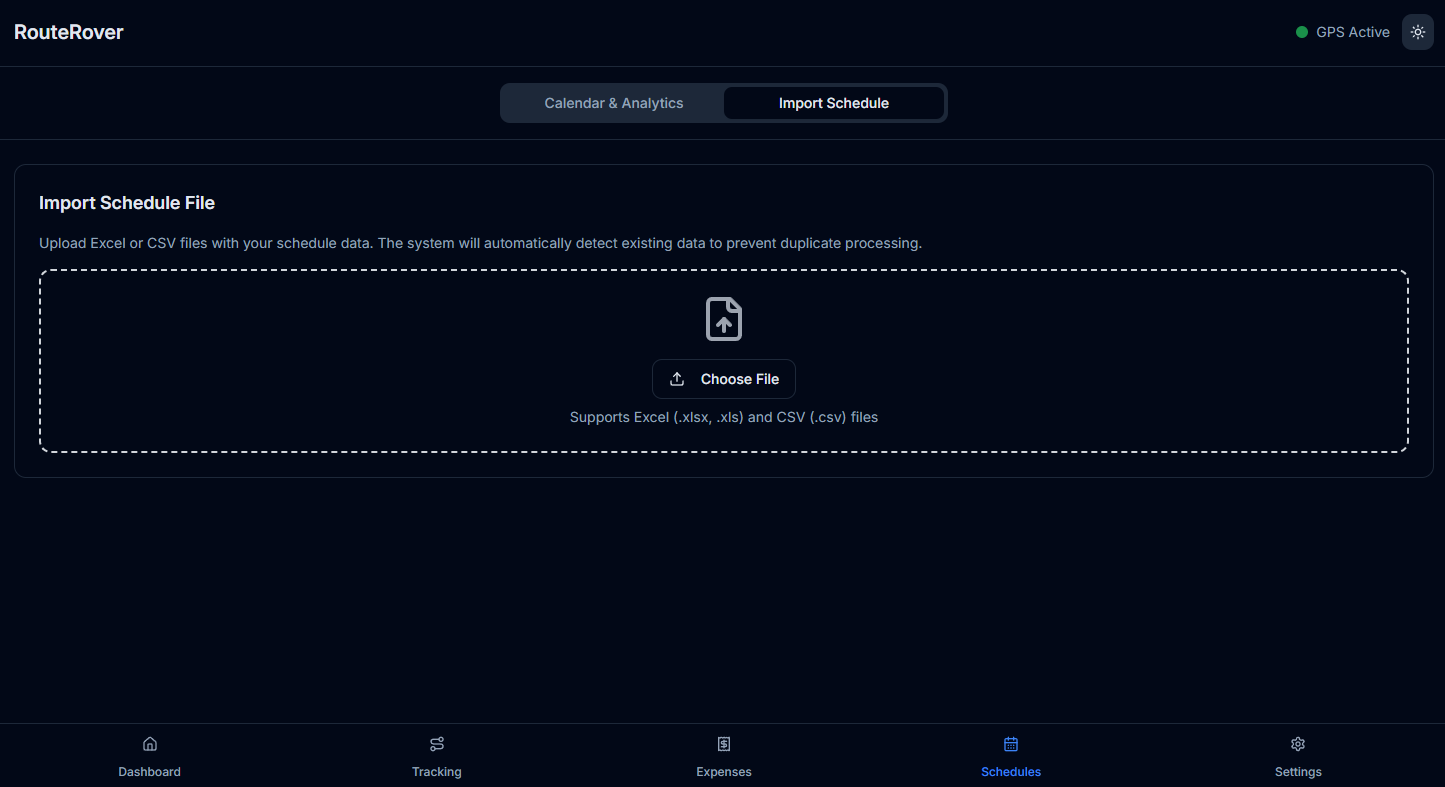 RouteRover
GPS Active
Calendar & Analytics
Import Schedule
Import Schedule File
Upload Excel or CSV files with your schedule data. The system will automatically detect existing data to prevent duplicate processing.
Choose File
Supports Excel (.xlsx, .xls) and CSV (.csv) files
Dashboard
Tracking
Expenses
Schedules
Settings